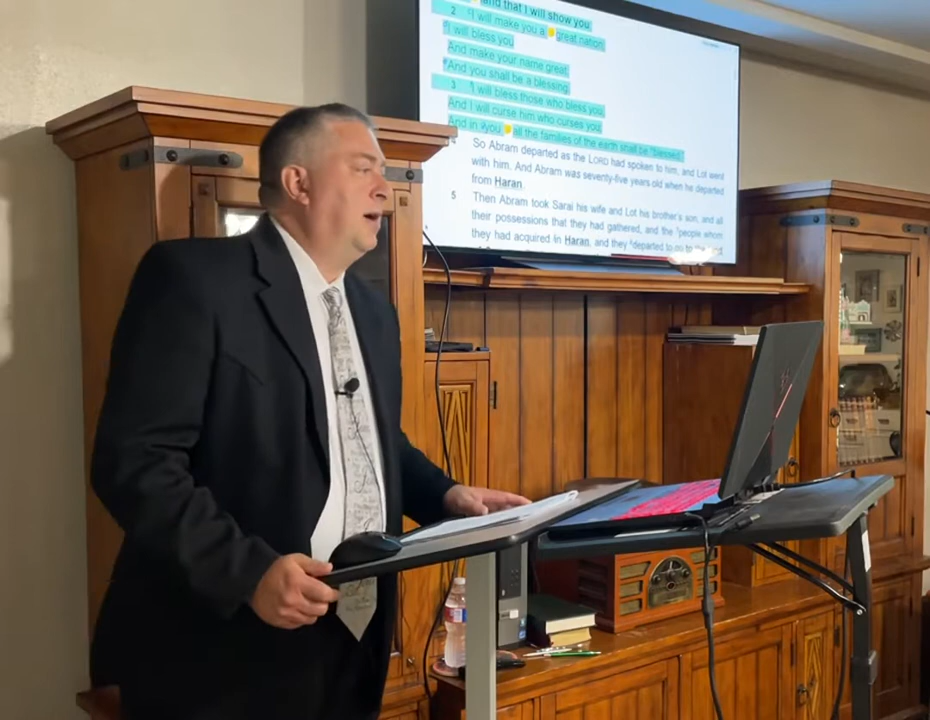 and that I will show you.
2 I will make you a great nation;
I will bless you
And make your name great;
And you shall be a blessing.
3 I will bless those who bless you,
And I will curse him who curses you;
And in you all the families of the earth shall be blessed."
So Abram departed as the LORD had spoken to him, and Lot went
with him. And Abram was seventy-five years old when he departed
from Haran.
5 Then Abram took Sarai his wife and Lot his brother's son, and all
their possessions that they had gathered, and the people whom
they had acquired in Haran, and they departed to go to the land